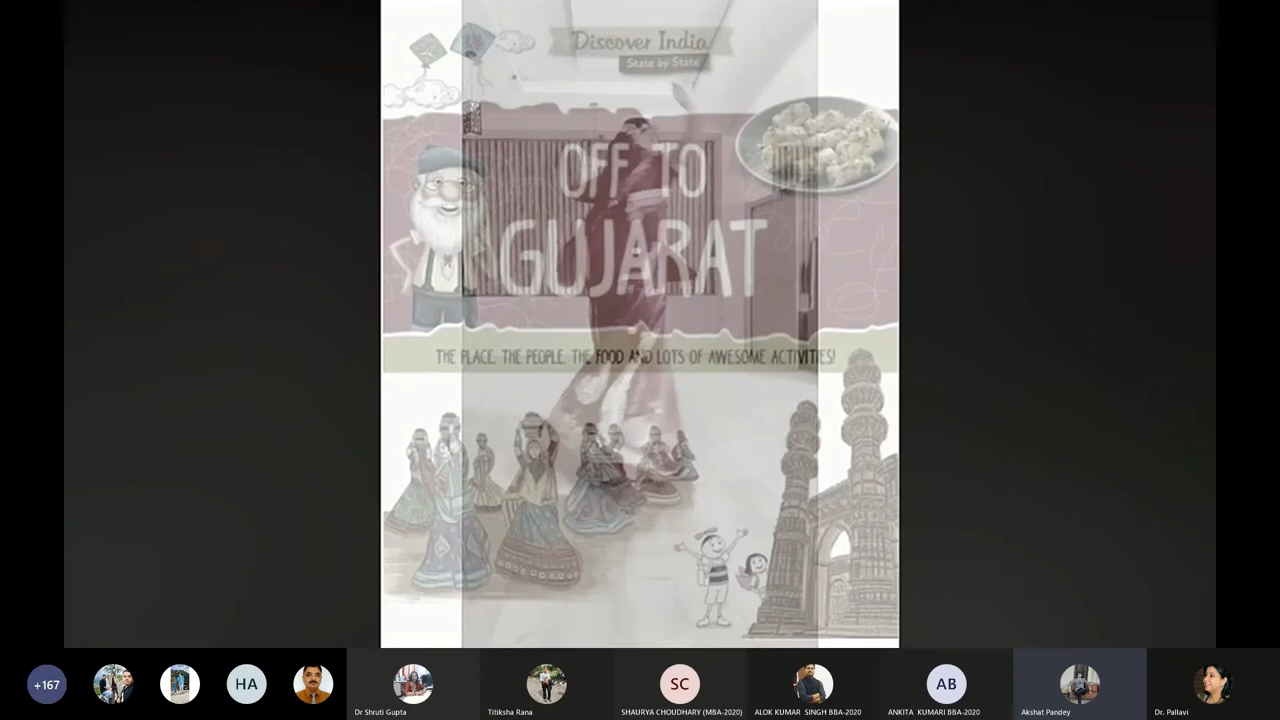 Discover India
State by State
OFF TO
GUJARAT
THE PLACE. THE PEOPLE. THE FOOD AND LOTS OF AWESOME ACTIVITIES!
+167
HA
Dr Shruti Gupta
Titiksha Rana
SC
SHAURYA CHOUDHARY (MBA-2020)
ALOK KUMAR SINGH BBA-2020
AB
ANKITA KUMARI BBA-2020
Akshat Pandey
Dr. Pallavi